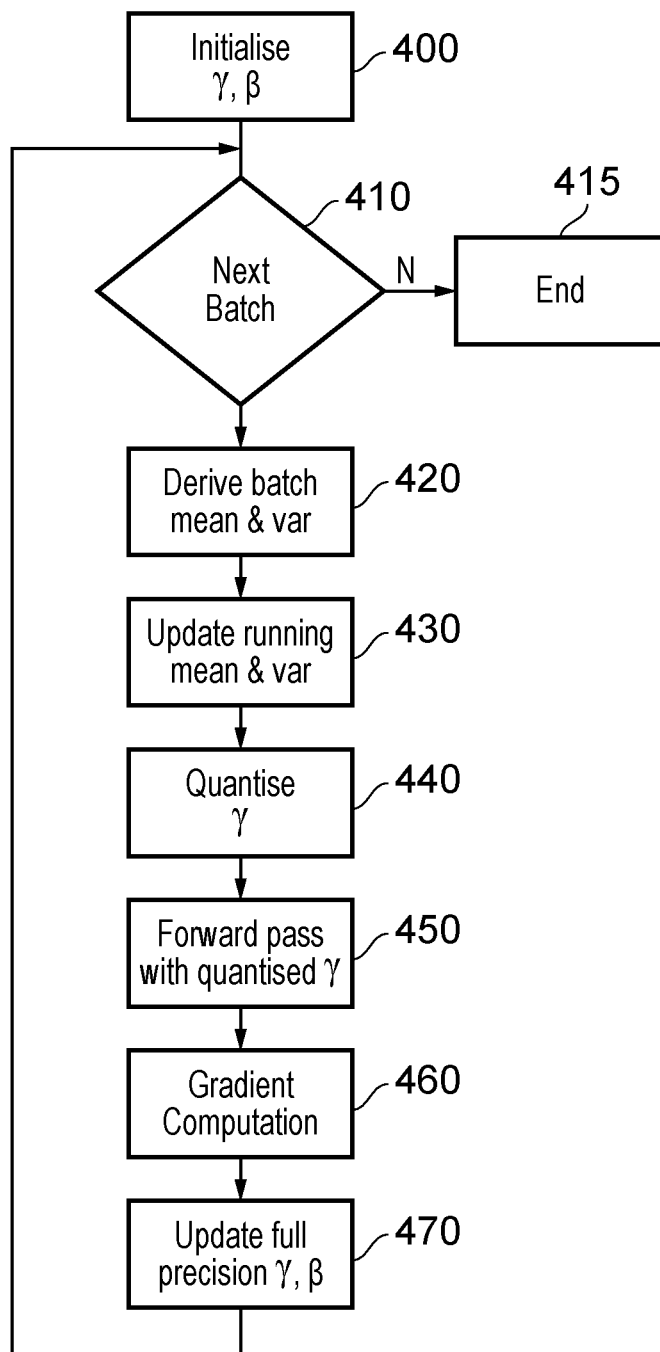 Initialise
γ, β
400
410
415
Next
Batch
N
End
Derive batch
mean & var
420
Update running
mean & var
430
Quantise
γ
440
Forward pass
with quantised γ
450
Gradient
Computation
460
Update full
precision γ, β
470